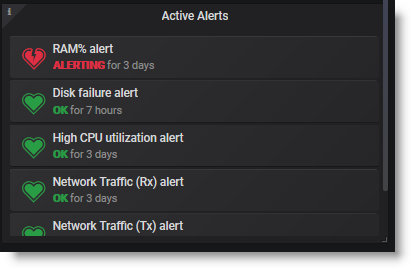 i
Active Alerts
RAM% alert
ALERTING for 3 days
Disk failure alert
OK for 7 hours
High CPU utilization alert
OK for 3 days
Network Traffic (Rx) alert
OK for 3 days
Network Traffic (Tx) alert